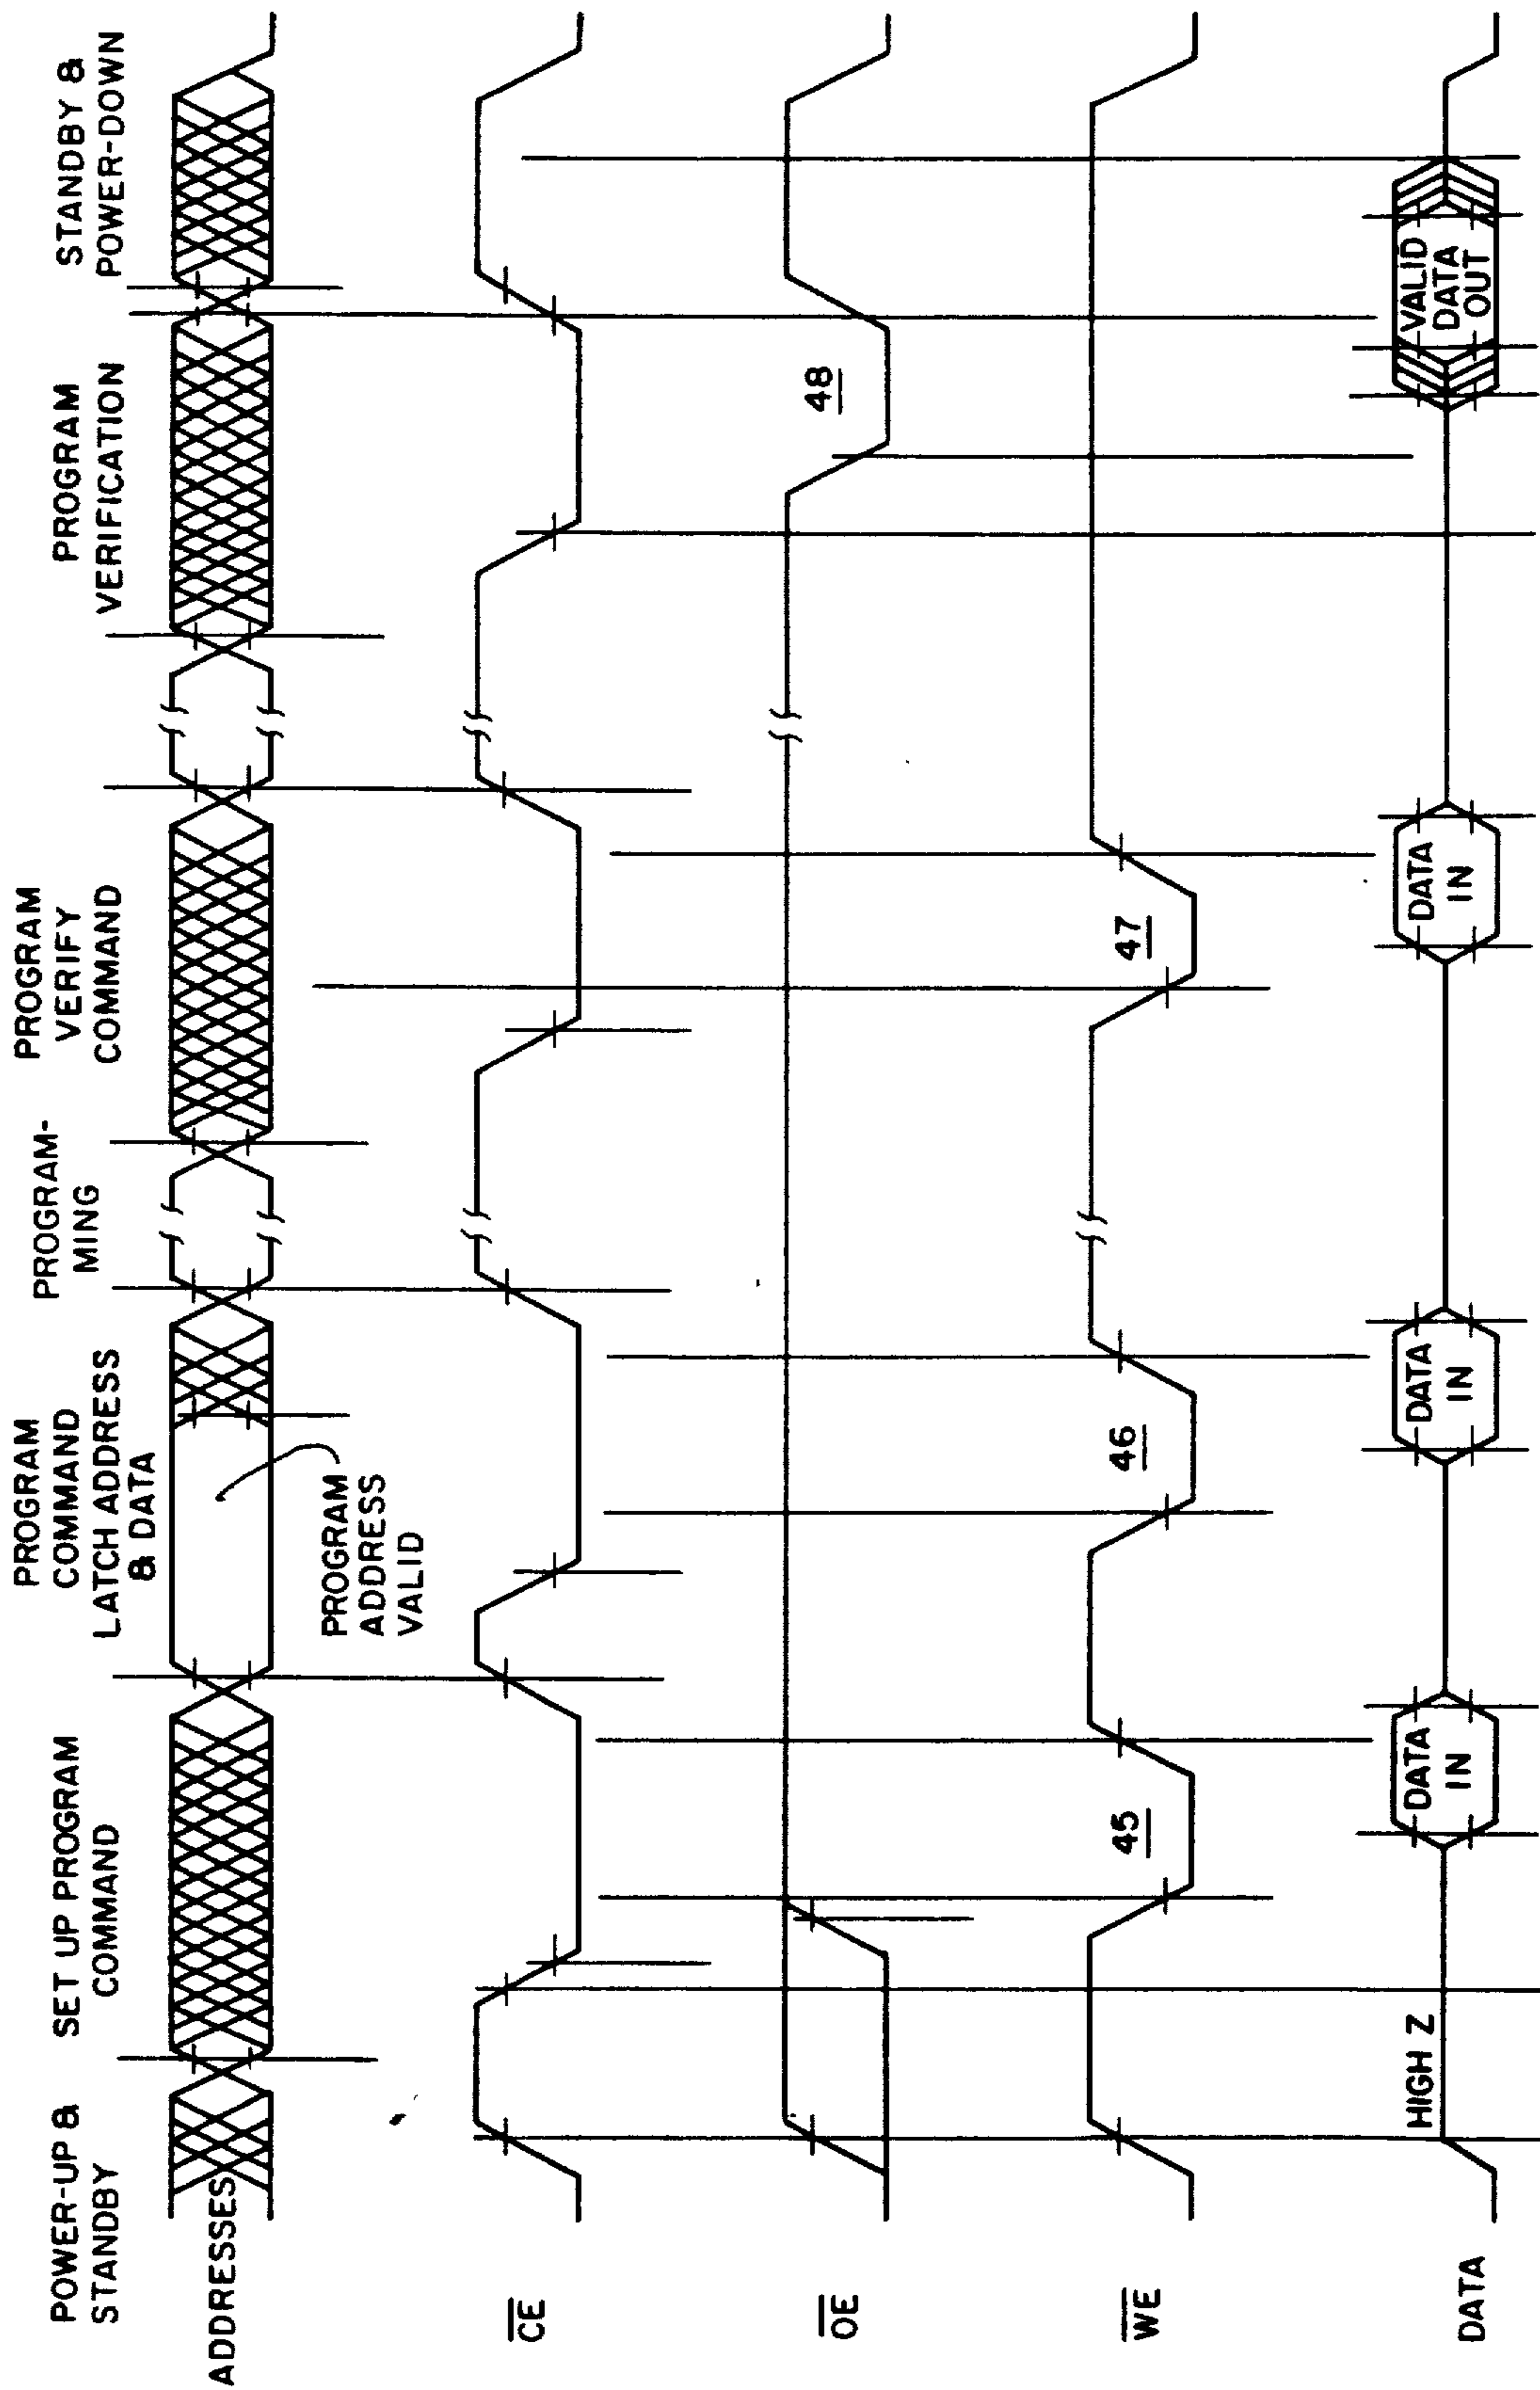 POWER-UP &
STANDBY
SET UP PROGRAM
COMMAND
PROGRAM
COMMAND
LATCH ADDRESS
& DATA
PROGRAM-
MING
PROGRAM
VERIFY
COMMAND
PROGRAM
VERIFICATION
STANDBY &
POWER-DOWN
ADDRESSES
PROGRAM
ADDRESS
VALID
CE
OE
48
WE
45
46
47
DATA
HIGH Z
DATA
IN
DATA
IN
DATA
IN
VALID
DATA
OUT